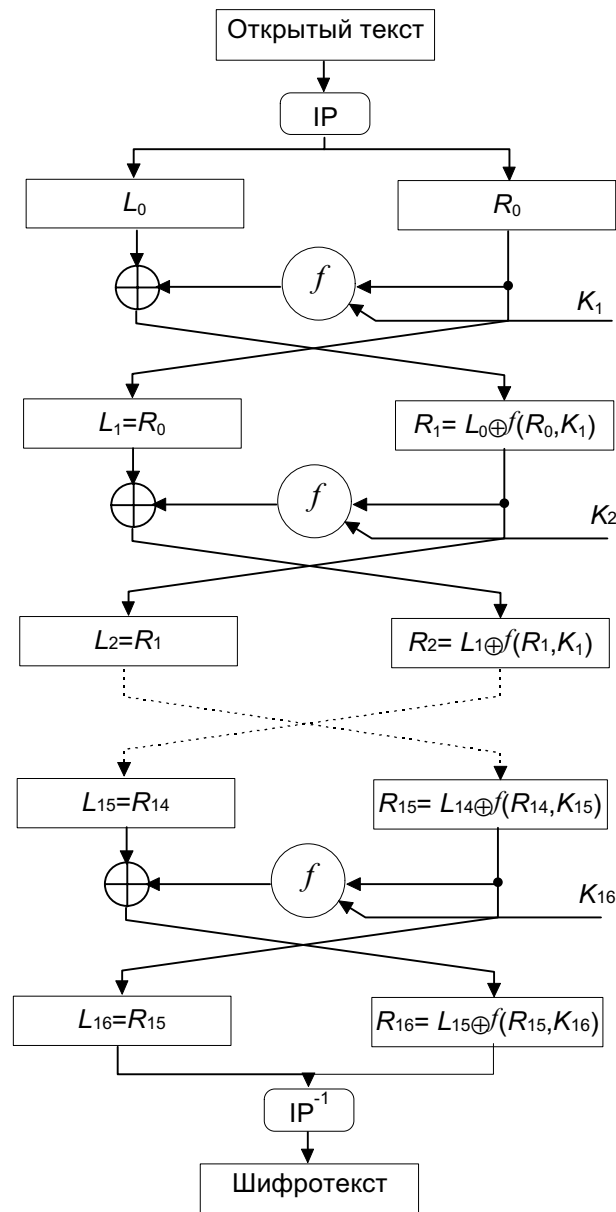 Открытый текст
IP
L₀
R₀
f
K₁
L₁=R₀
R₁= L₀⊕f(R₀,K₁)
f
K₂
L₂=R₁
R₂= L₁⊕f(R₁,K₁)
L₁₅=R₁₄
R₁₅= L₁₄⊕f(R₁₄,K₁₅)
f
K₁₆
L₁₆=R₁₅
R₁₆= L₁₅⊕f(R₁₅,K₁₆)
IP⁻¹
Шифротекст